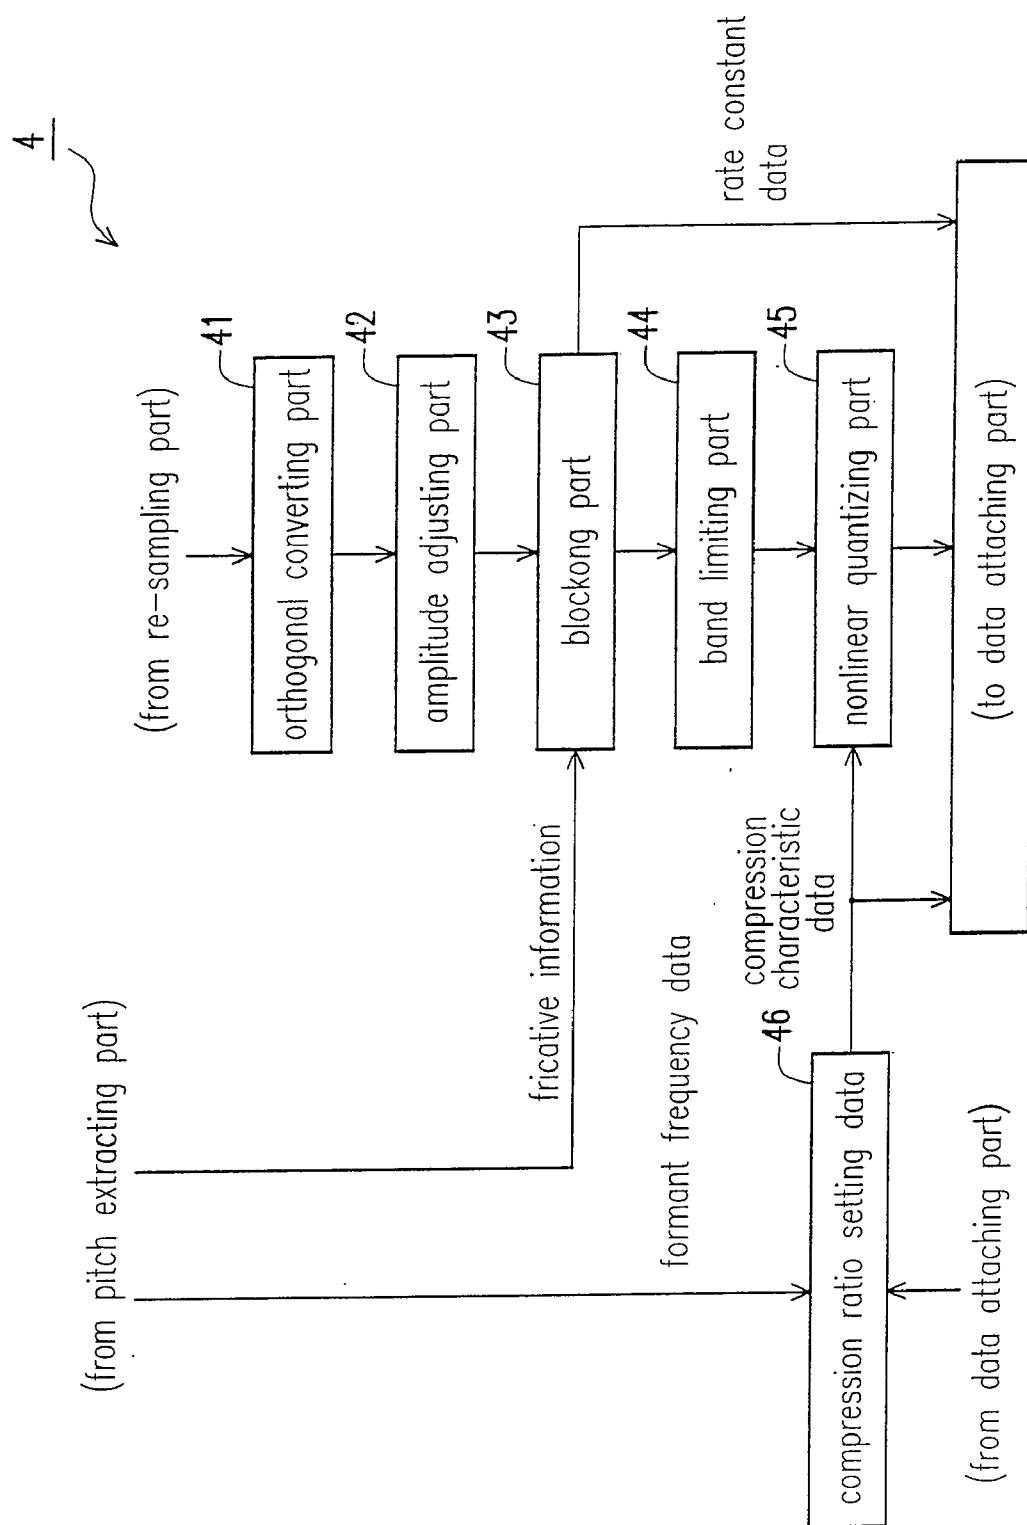 4
(from re-sampling part)
41
orthogonal converting part
42
amplitude adjusting part
43
blockong part
44
band limiting part
45
nonlinear quantizing part
(to data attaching part)
rate constant
data
(from pitch extracting part)
fricative information
formant frequency data
compression
characteristic
data
46
compression ratio setting data
(from data attaching part)